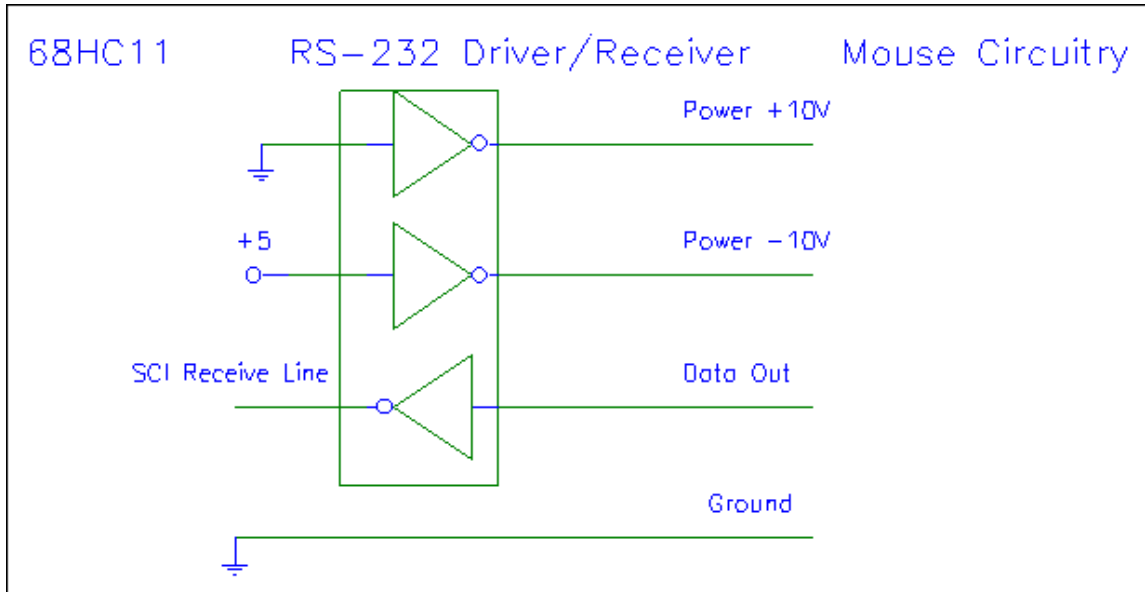 68HC11 RS-232 Driver/Receiver Mouse Circuitry
Power +10V
+5
Power -10V
SCI Receive Line
Data Out
Ground